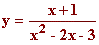 y = (x+1)/(x² - 2x - 3)